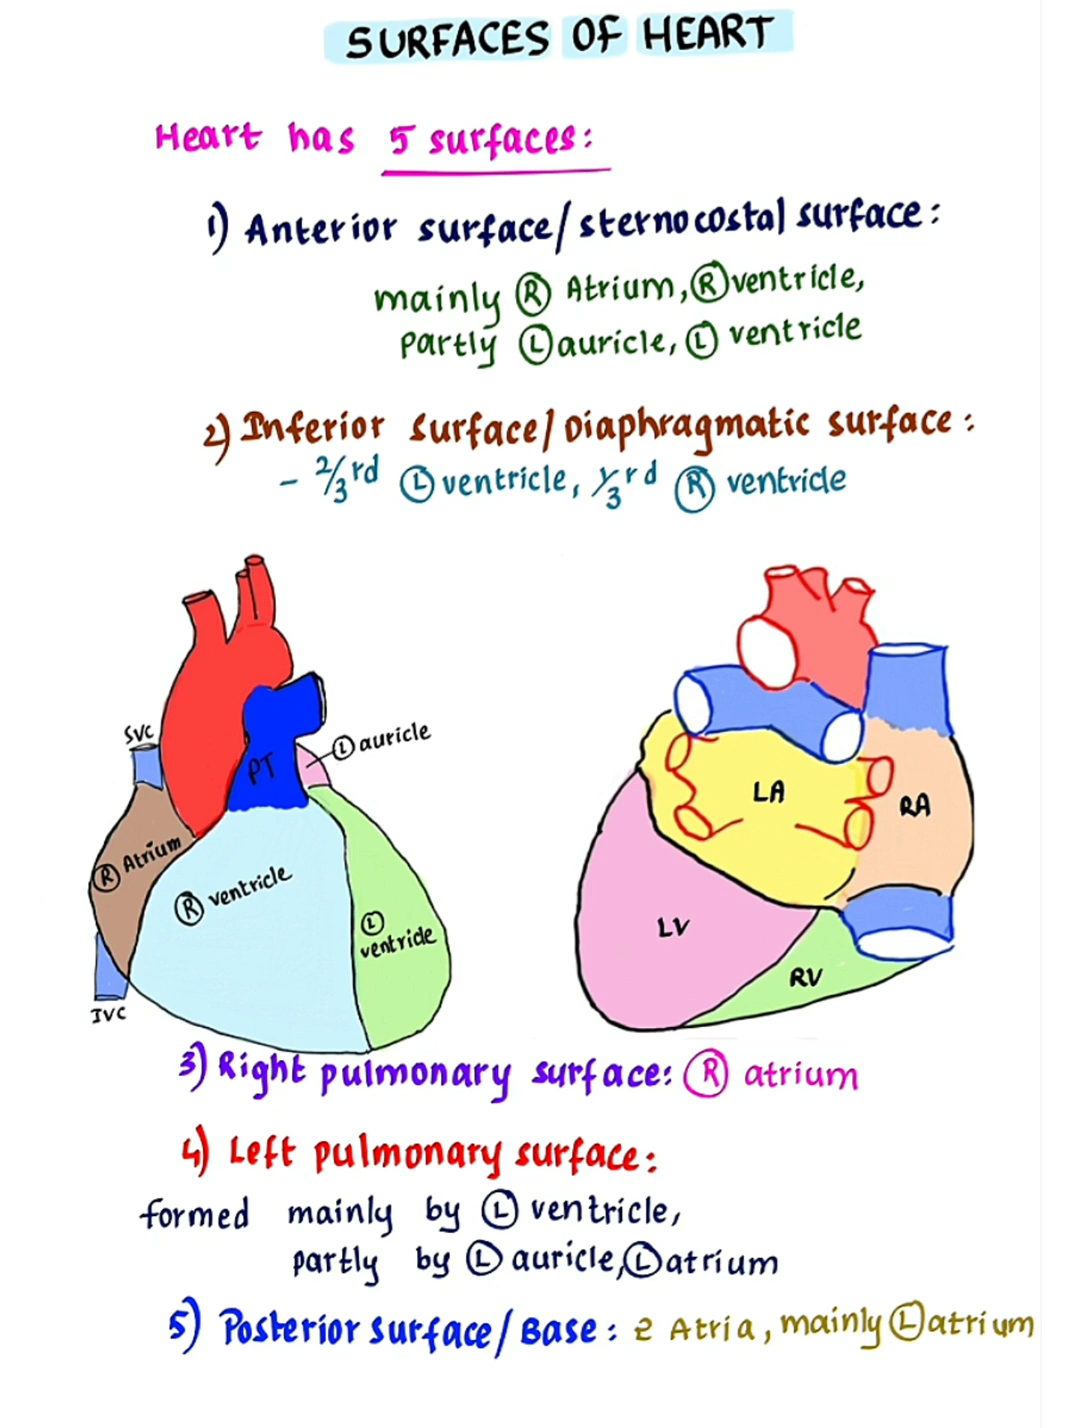 SURFACES OF HEART
Heart has 5 surfaces:
1) Anterior surface/sternocostal surface:
mainly Ⓡ Atrium, Ⓡ ventricle,
partly Ⓛ auricle, Ⓛ ventricle
2) Inferior surface/Diaphragmatic surface:
- 2/3rd Ⓛ ventricle, 1/3rd Ⓡ ventricle
SVC
PT
Ⓛ auricle
Ⓡ Atrium
Ⓡ ventricle
Ⓛ
ventricle
IVC
LA
RA
LV
RV
3) Right pulmonary surface: Ⓡ atrium
4) Left pulmonary surface:
formed mainly by Ⓛ ventricle,
partly by Ⓛ auricle, Ⓛ atrium
5) Posterior surface/Base: 2 Atria, mainly Ⓛ atrium